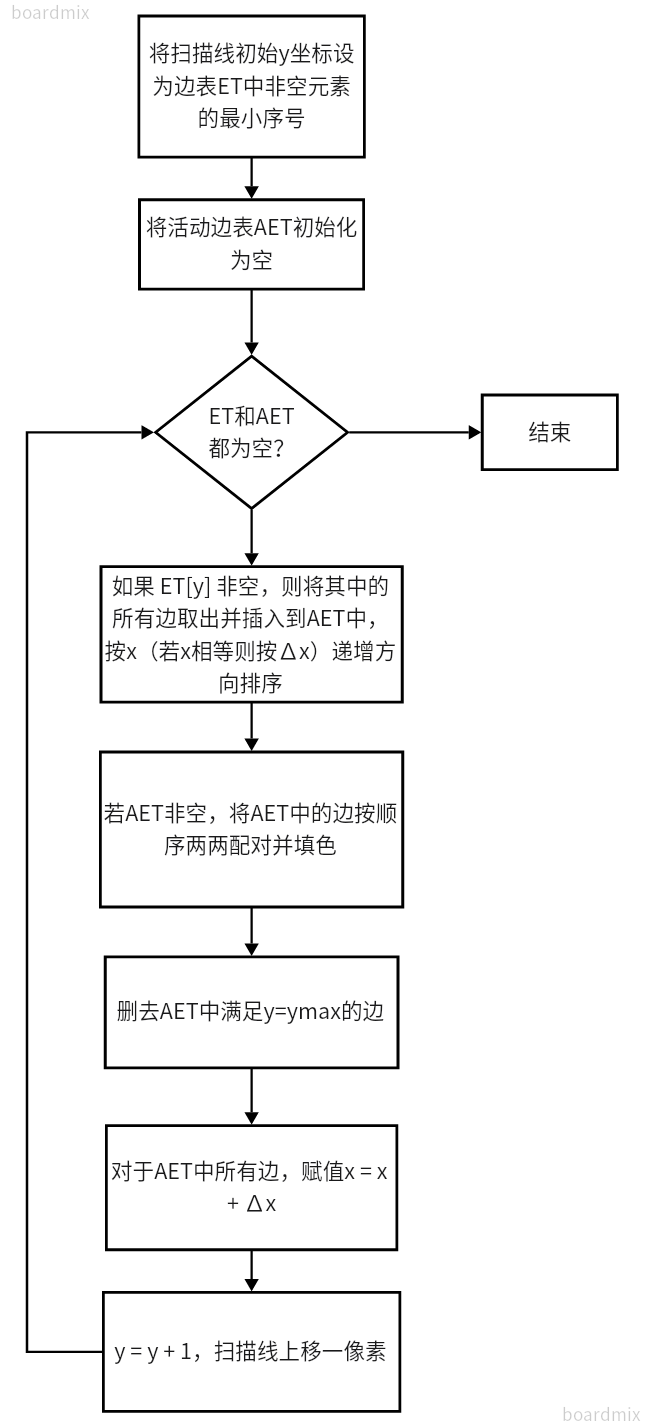 boardmix
将扫描线初始y坐标设
为边表ET中非空元素
的最小序号
将活动边表AET初始化
为空
ET和AET
都为空?
结束
如果 ET[y] 非空，则将其中的
所有边取出并插入到AET中，
按x（若x相等则按Δx）递增方
向排序
若AET非空，将AET中的边按顺
序两两配对并填色
删去AET中满足y=ymax的边
对于AET中所有边，赋值x = x
+ Δx
y = y + 1，扫描线上移一像素
boardmix